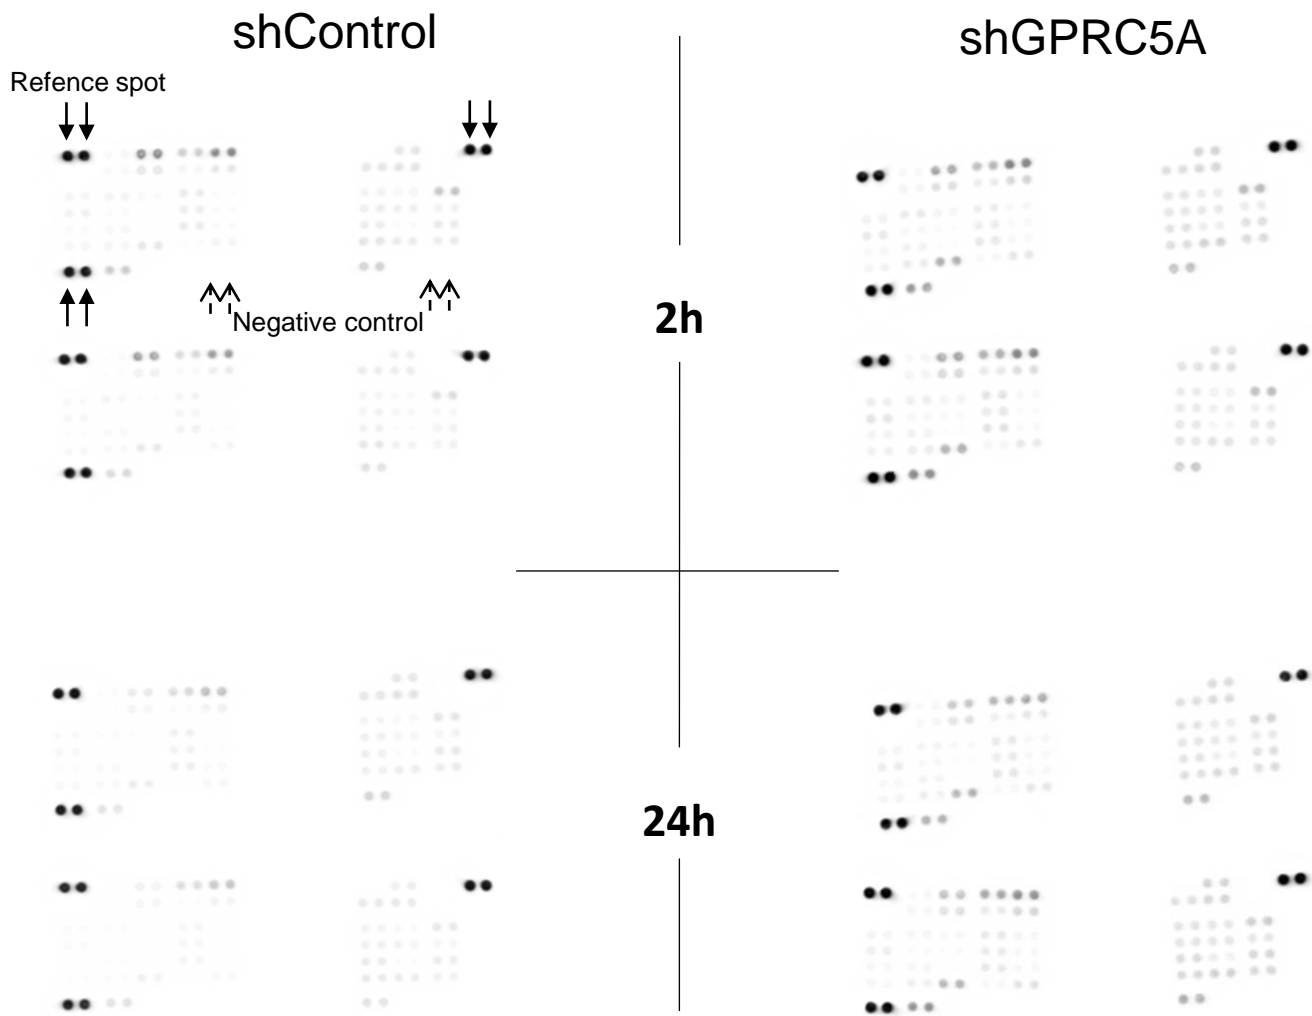 shControl
shGPRC5A
Refence spot
Negative control
2h
24h